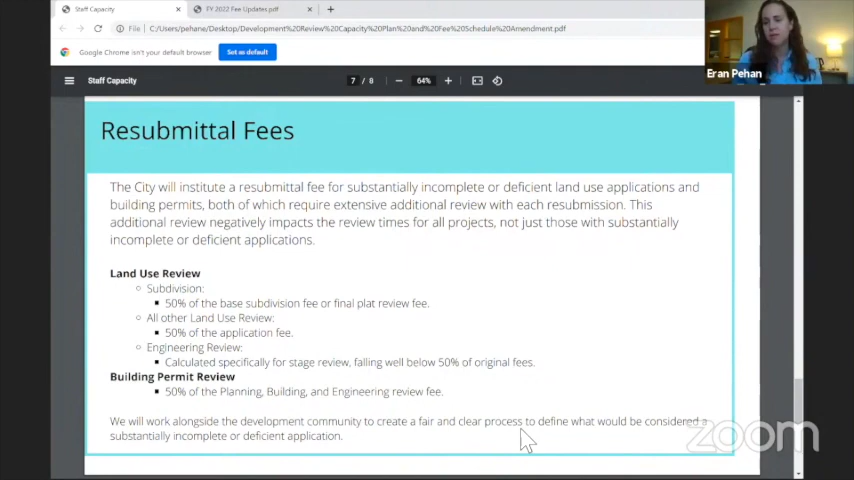 Staff Capacity
FY 2022 Fee Updates.pdf
File
C:/Users/pehane/Desktop/Development%20Review%20Capacity%20Plan%20and%20Fee%20Schedule%20Amendment.pdf
Google Chrome isn't your default browser
Set as default
Eran Pehan
Staff Capacity
7 / 8
64%
Resubmittal Fees
The City will institute a resubmittal fee for substantially incomplete or deficient land use applications and
building permits, both of which require extensive additional review with each resubmission. This
additional review negatively impacts the review times for all projects, not just those with substantially
incomplete or deficient applications.
Land Use Review
Subdivision:
50% of the base subdivision fee or final plat review fee.
All other Land Use Review:
50% of the application fee.
Engineering Review:
Calculated specifically for stage review, falling well below 50% of original fees.
Building Permit Review
50% of the Planning, Building, and Engineering review fee.
We will work alongside the development community to create a fair and clear process to define what would be considered a
substantially incomplete or deficient application.
zoom